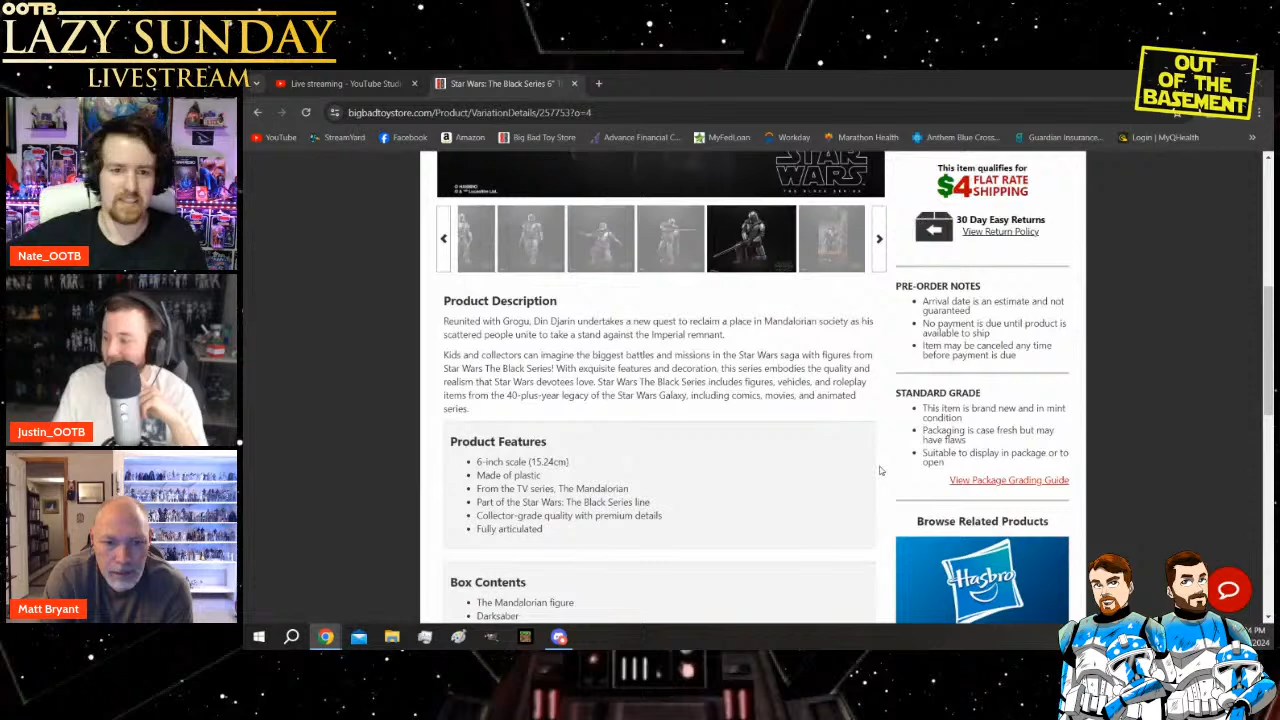 OOTB
LAZY SUNDAY
LIVESTREAM
OUT
OF THE
BASEMENT
Nate_OOTB
Justin_OOTB
Matt Bryant
Live streaming - YouTube Studi
Star Wars: The Black Series 6"
bigbadtoystore.com/Product/VariationDetails/257753?o=4
YouTube
StreamYard
Facebook
Amazon
Big Bad Toy Store
Advance Financial C...
MyFedLoan
Workday
Marathon Health
Anthem Blue Cross...
Guardian Insurance...
Login | MyQHealth
STAR
WARS
THE BLACK SERIES
This item qualifies for
$4 FLAT RATE
SHIPPING
30 Day Easy Returns
View Return Policy
Product Description
Reunited with Grogu, Din Djarin undertakes a new quest to reclaim a place in Mandalorian society as his
scattered people unite to take a stand against the Imperial remnant.
Kids and collectors can imagine the biggest battles and missions in the Star Wars saga with figures from
Star Wars The Black Series! With exquisite features and decoration, this series embodies the quality and
realism that Star Wars devotees love. Star Wars The Black Series includes figures, vehicles, and roleplay
items from the 40-plus-year legacy of the Star Wars Galaxy, including comics, movies, and animated
series.
Product Features
6-inch scale (15.24cm)
Made of plastic
From the TV series, The Mandalorian
Part of the Star Wars: The Black Series line
Collector-grade quality with premium details
Fully articulated
Box Contents
The Mandalorian figure
Darksaber
PRE-ORDER NOTES
Arrival date is an estimate and not
guaranteed
No payment is due until product is
available to ship
Item may be canceled any time
before payment is due
STANDARD GRADE
This item is brand new and in mint
condition
Packaging is case fresh but may
have flaws
Suitable to display in package or to
open
View Package Grading Guide
Browse Related Products
Hasbro